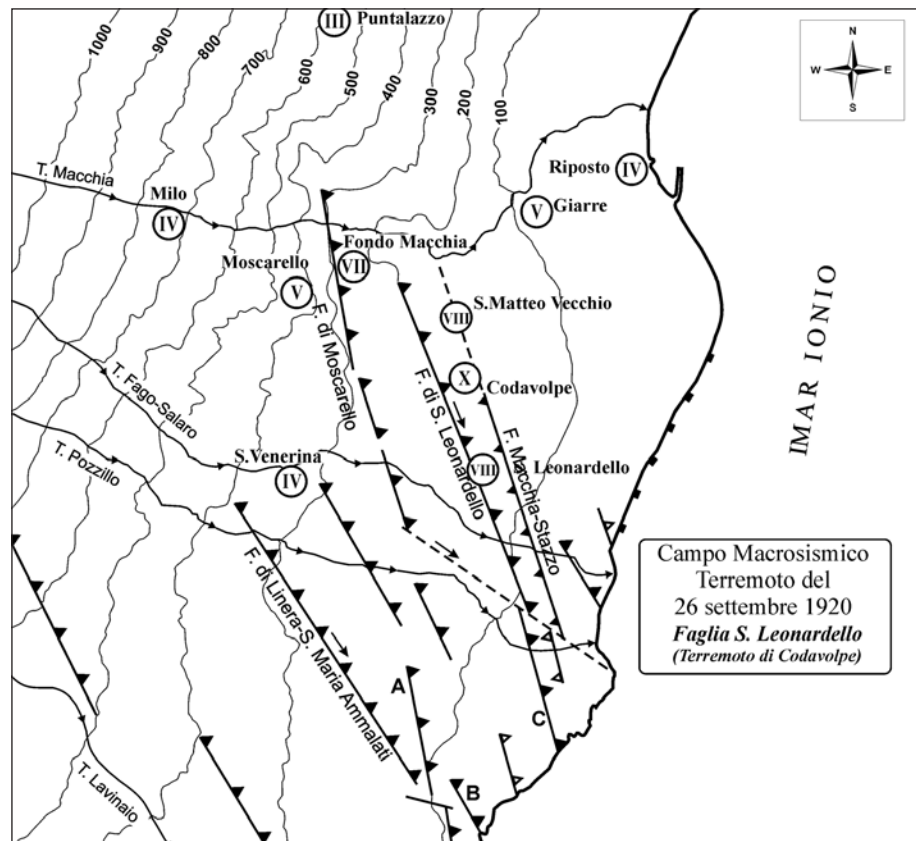 III Puntalazzo
1000
900
800
700
600
500
400
300
200
100
N
W E
S
T. Macchia
Milo
IV
Riposto IV
V
Giarre
Fondo Macchia
VII
Moscarello
V
F. di Moscarello
S.Matteo Vecchio
VIII
X
Codavolpe
F. di S. Leonardello
F. Macchia-Stazzo
VIII
Leonardello
T. Fago-Salaro
T. Pozzillo
S.Venerina
IV
F. di Linera-S. Maria Ammalati
T. Lavinaio
A
B
C
IMAR IONIO
Campo Macrosismico
Terremoto del
26 settembre 1920
Faglia S. Leonardello
(Terremoto di Codavolpe)